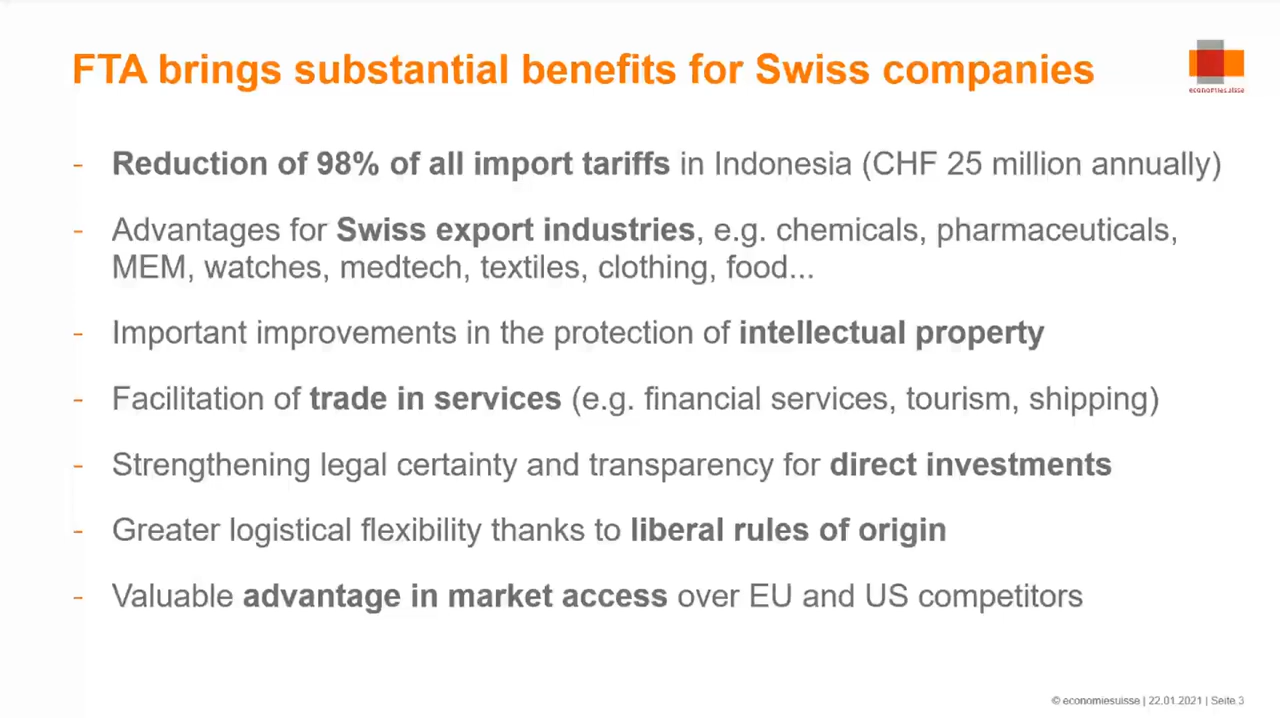 FTA brings substantial benefits for Swiss companies
economiesuisse
- Reduction of 98% of all import tariffs in Indonesia (CHF 25 million annually)
- Advantages for Swiss export industries, e.g. chemicals, pharmaceuticals,
MEM, watches, medtech, textiles, clothing, food...
- Important improvements in the protection of intellectual property
- Facilitation of trade in services (e.g. financial services, tourism, shipping)
- Strengthening legal certainty and transparency for direct investments
- Greater logistical flexibility thanks to liberal rules of origin
- Valuable advantage in market access over EU and US competitors
© economiesuisse | 22.01.2021 | Seite 3